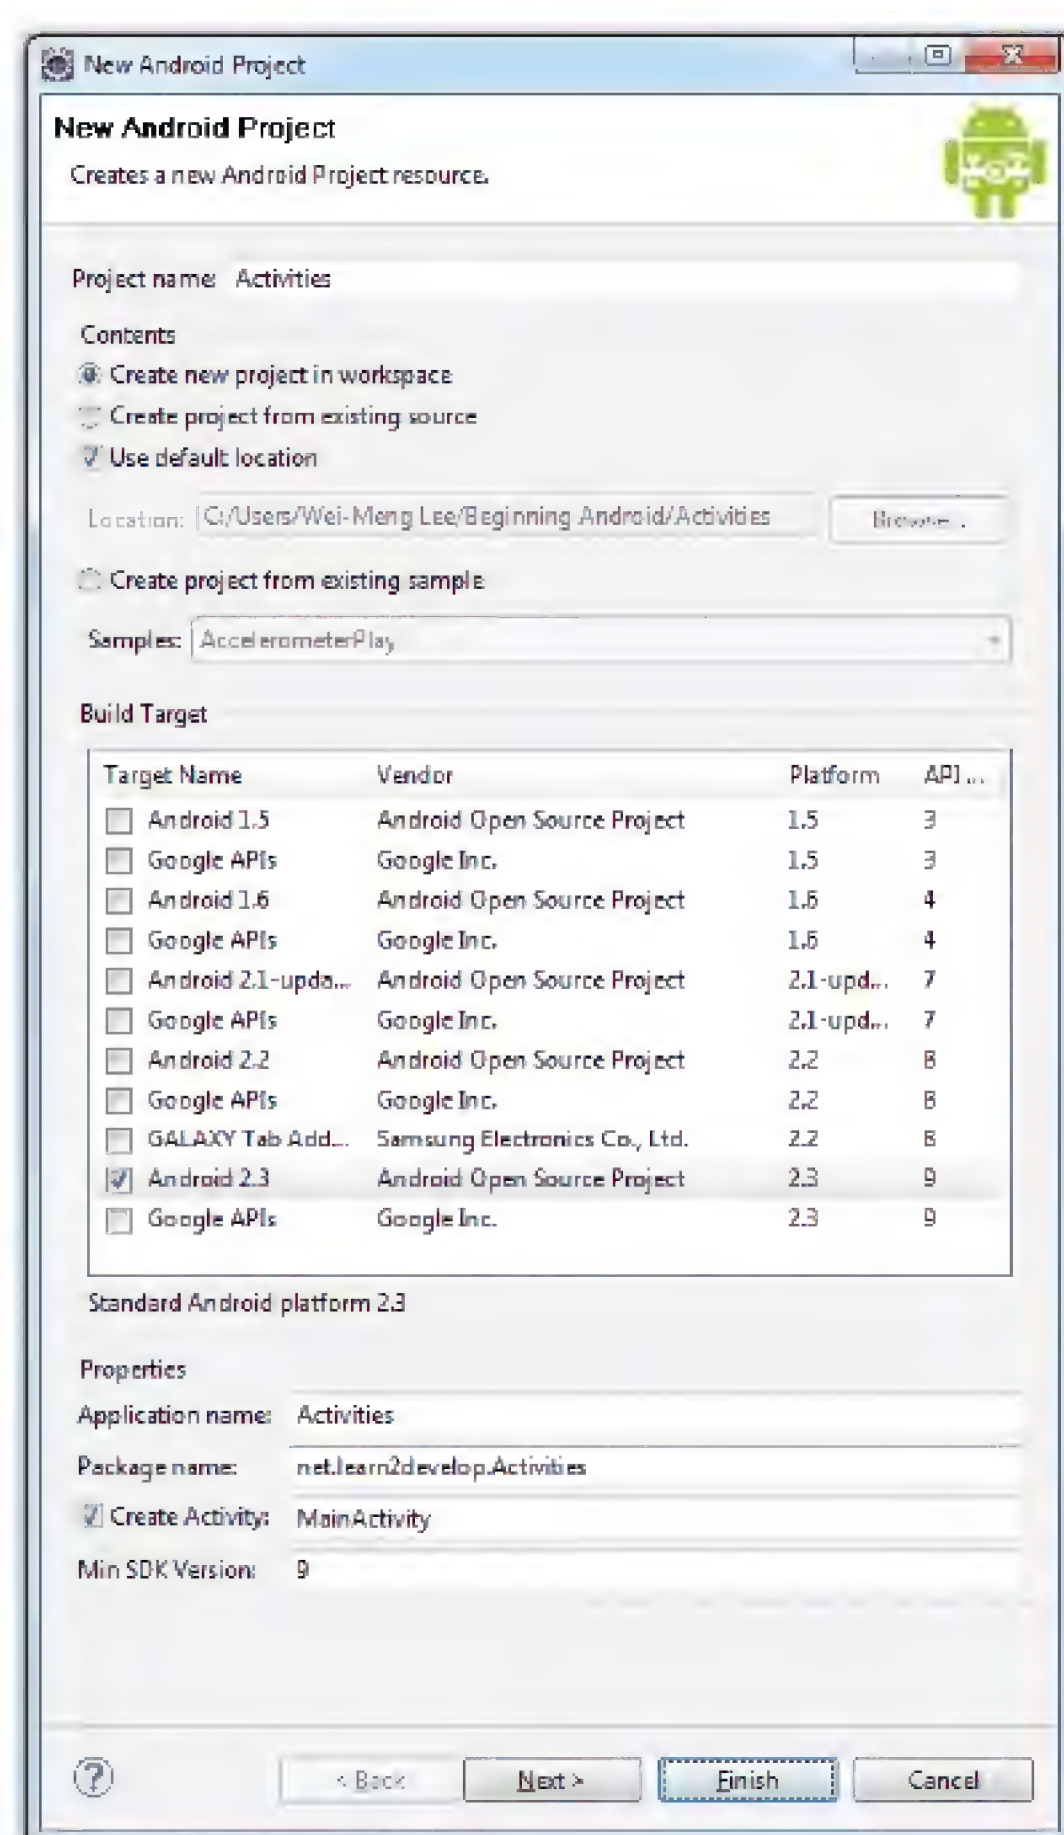 New Android Project
New Android Project
Creates a new Android Project resource.
Project name: Activities
Contents
Create new project in workspace
Create project from existing source
Use default location
Location: C:/Users/Wei-Meng Lee/Beginning Android/Activities Browse...
Create project from existing sample
Samples: AccelerometerPlay
Build Target
Target Name Vendor Platform API ...
Android 1.5 Android Open Source Project 1.5 3
Google APIs Google Inc. 1.5 3
Android 1.6 Android Open Source Project 1.6 4
Google APIs Google Inc. 1.6 4
Android 2.1-upda... Android Open Source Project 2.1-upd... 7
Google APIs Google Inc. 2.1-upd... 7
Android 2.2 Android Open Source Project 2.2 8
Google APIs Google Inc. 2.2 8
GALAXY Tab Add... Samsung Electronics Co., Ltd. 2.2 8
Android 2.3 Android Open Source Project 2.3 9
Google APIs Google Inc. 2.3 9
Standard Android platform 2.3
Properties
Application name: Activities
Package name: net.learn2develop.Activities
Create Activity: MainActivity
Min SDK Version: 9
? < Back Next > Finish Cancel